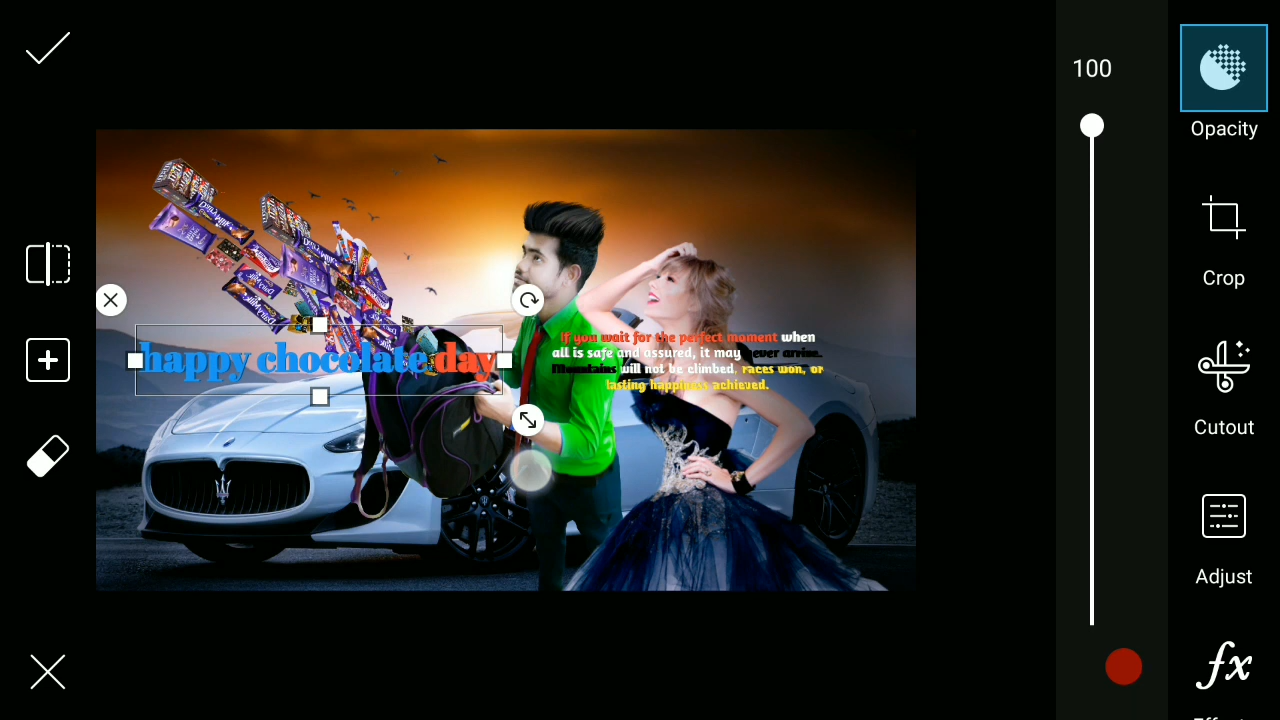 100
Opacity
Crop
Cutout
Adjust
fx
happy chocolate day
If you wait for the perfect moment when
all is safe and assured, it may never arrive.
Mountains will not be climbed, races won, or
lasting happiness achieved.